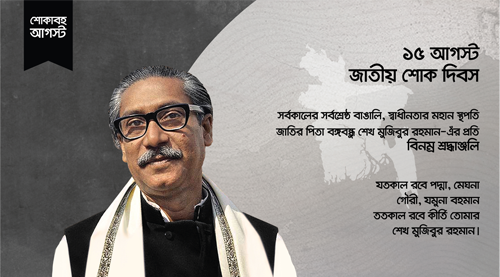 শোকাবহ
আগস্ট
১৫ আগস্ট
জাতীয় শোক দিবস
সর্বকালের সর্বশ্রেষ্ঠ বাঙালি, স্বাধীনতার মহান স্থপতি
জাতির পিতা বঙ্গবন্ধু শেখ মুজিবুর রহমান-এঁর প্রতি
বিনম্র শ্রদ্ধাঞ্জলি
যতকাল রবে পদ্মা, মেঘনা
গৌরী, যমুনা বহমান
ততকাল রবে কীর্তি তোমার
শেখ মুজিবুর রহমান।